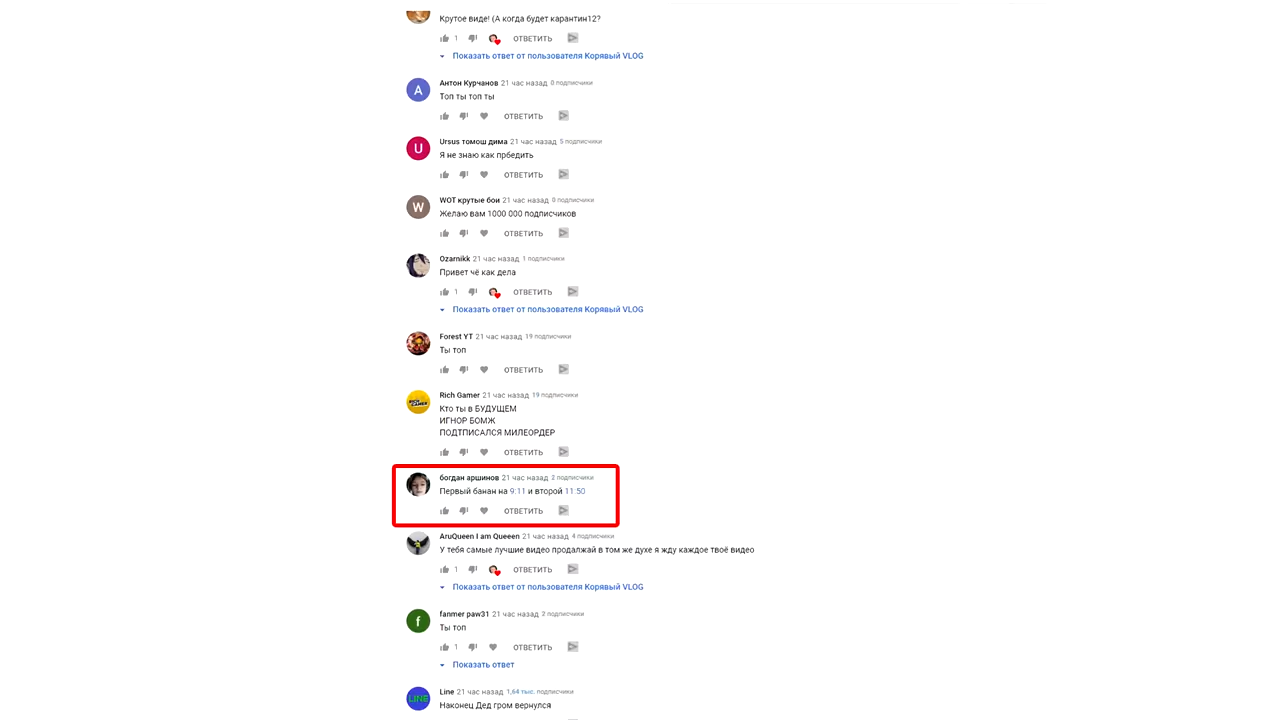 Крутое виде! (А когда будет карантин12?
1 ОТВЕТИТЬ
Показать ответ от пользователя Корявый VLOG
А
Антон Курчанов 21 час назад 0 подписчики
Топ ты топ ты
ОТВЕТИТЬ
U
Ursus томош дима 21 час назад 5 подписчики
Я не знаю как прбедить
ОТВЕТИТЬ
W
WOT крутые бои 21 час назад 0 подписчики
Желаю вам 1000 000 подписчиков
ОТВЕТИТЬ
Ozarnikk 21 час назад 1 подписчики
Привет чё как дела
1 ОТВЕТИТЬ
Показать ответ от пользователя Корявый VLOG
Forest YT 21 час назад 19 подписчики
Ты топ
ОТВЕТИТЬ
RICH GAMER
Rich Gamer 21 час назад 19 подписчики
Кто ты в БУДУЩЕМ
ИГНОР БОМЖ
ПОДТПИСАЛСЯ МИЛЕОРДЕР
ОТВЕТИТЬ
богдан аршинов 21 час назад 2 подписчики
Первый банан на 9:11 и второй 11:50
ОТВЕТИТЬ
AruQueen I am Queeen 21 час назад 4 подписчики
У тебя самые лучшие видео продалжай в том же духе я жду каждое твоё видео
1 ОТВЕТИТЬ
Показать ответ от пользователя Корявый VLOG
f
fanmer paw31 21 час назад 2 подписчики
Ты топ
1 ОТВЕТИТЬ
Показать ответ
LINE
Line 21 час назад 1,64 тыс. подписчики
Наконец Дед гром вернулся